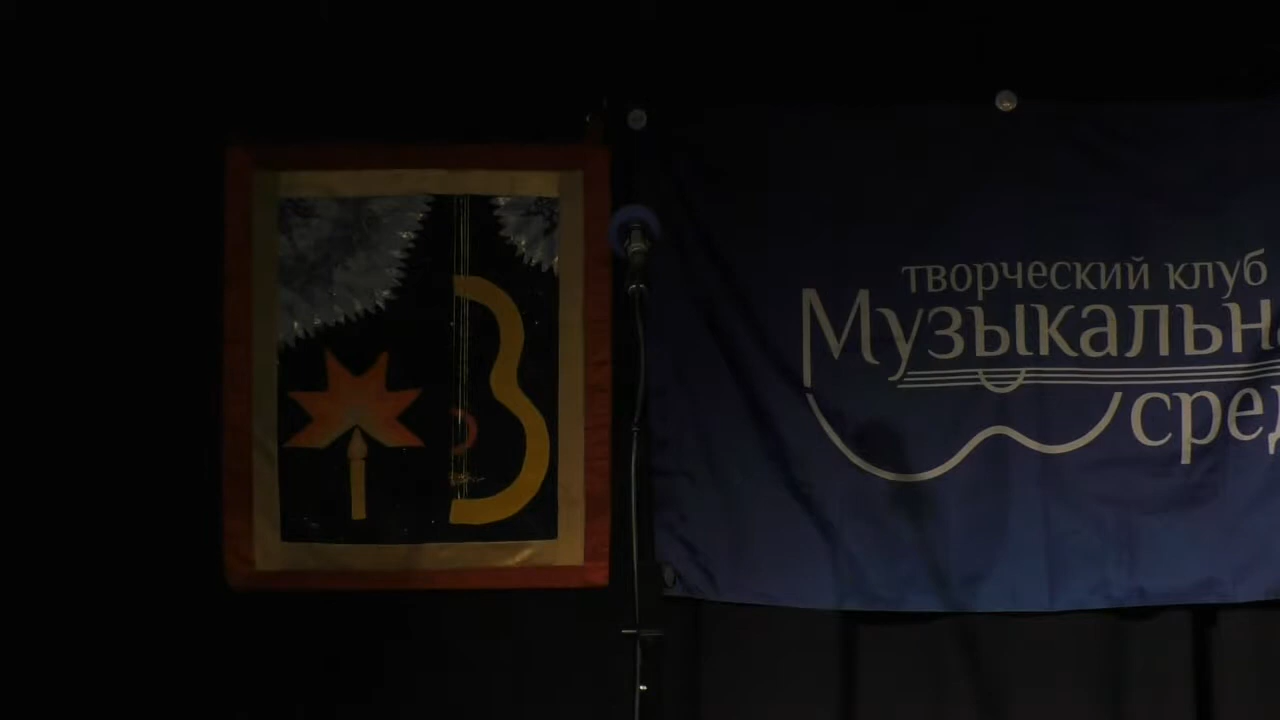 творческий клуб
Музыкальн
сред